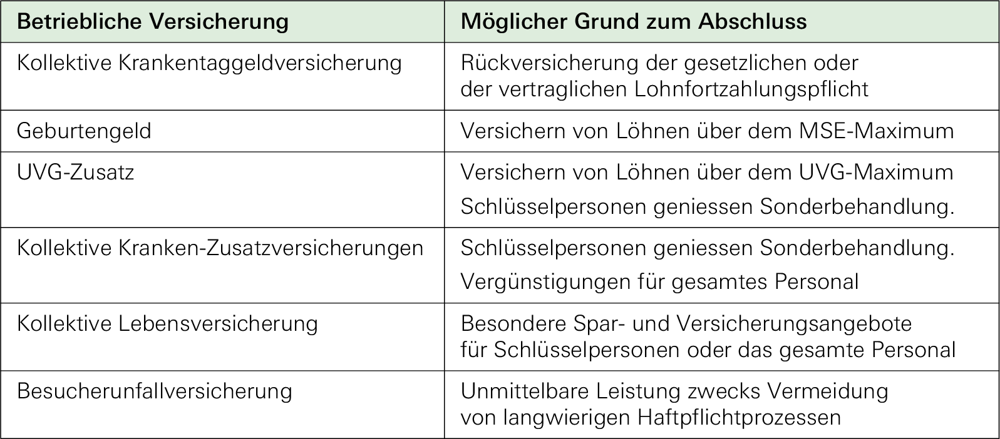 Betriebliche Versicherung
Möglicher Grund zum Abschluss
Kollektive Krankentaggeldversicherung
Rückversicherung der gesetzlichen oder
der vertraglichen Lohnfortzahlungspflicht
Geburtengeld
Versichern von Löhnen über dem MSE-Maximum
UVG-Zusatz
Versichern von Löhnen über dem UVG-Maximum
Schlüsselpersonen geniessen Sonderbehandlung.
Kollektive Kranken-Zusatzversicherungen
Schlüsselpersonen geniessen Sonderbehandlung.
Vergünstigungen für gesamtes Personal
Kollektive Lebensversicherung
Besondere Spar- und Versicherungsangebote
für Schlüsselpersonen oder das gesamte Personal
Besucherunfallversicherung
Unmittelbare Leistung zwecks Vermeidung
von langwierigen Haftpflichtprozessen